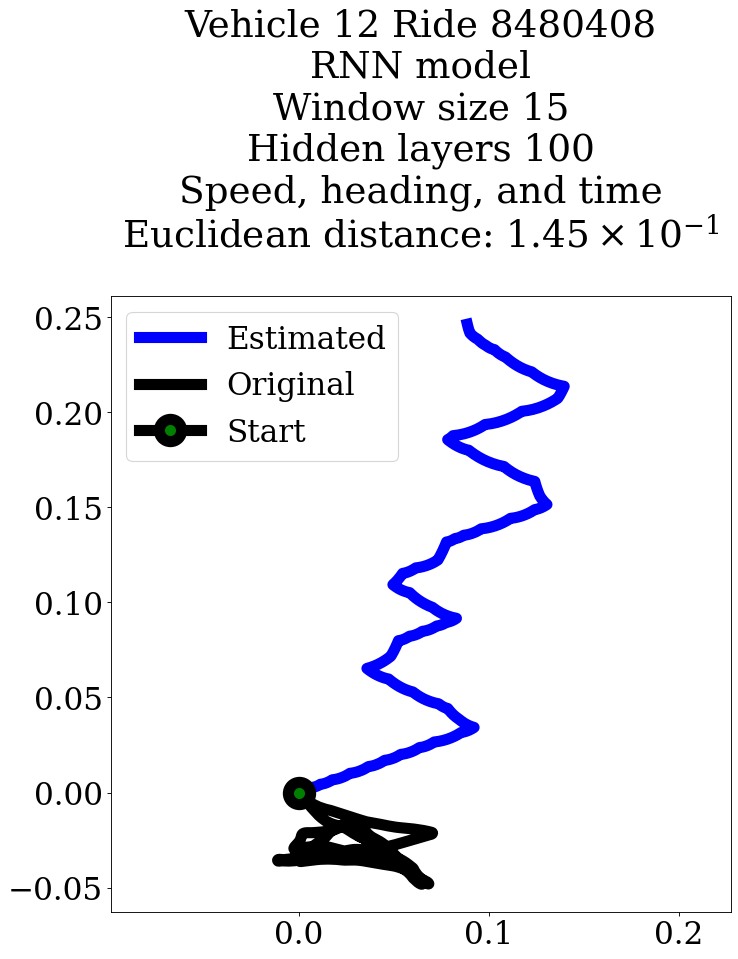 Vehicle 12 Ride 8480408
RNN model
Window size 15
Hidden layers 100
Speed, heading, and time
Euclidean distance: 1.45 × 10⁻¹
Estimated
Original
Start
0.25
0.20
0.15
0.10
0.05
0.00
−0.05
0.0 0.1 0.2